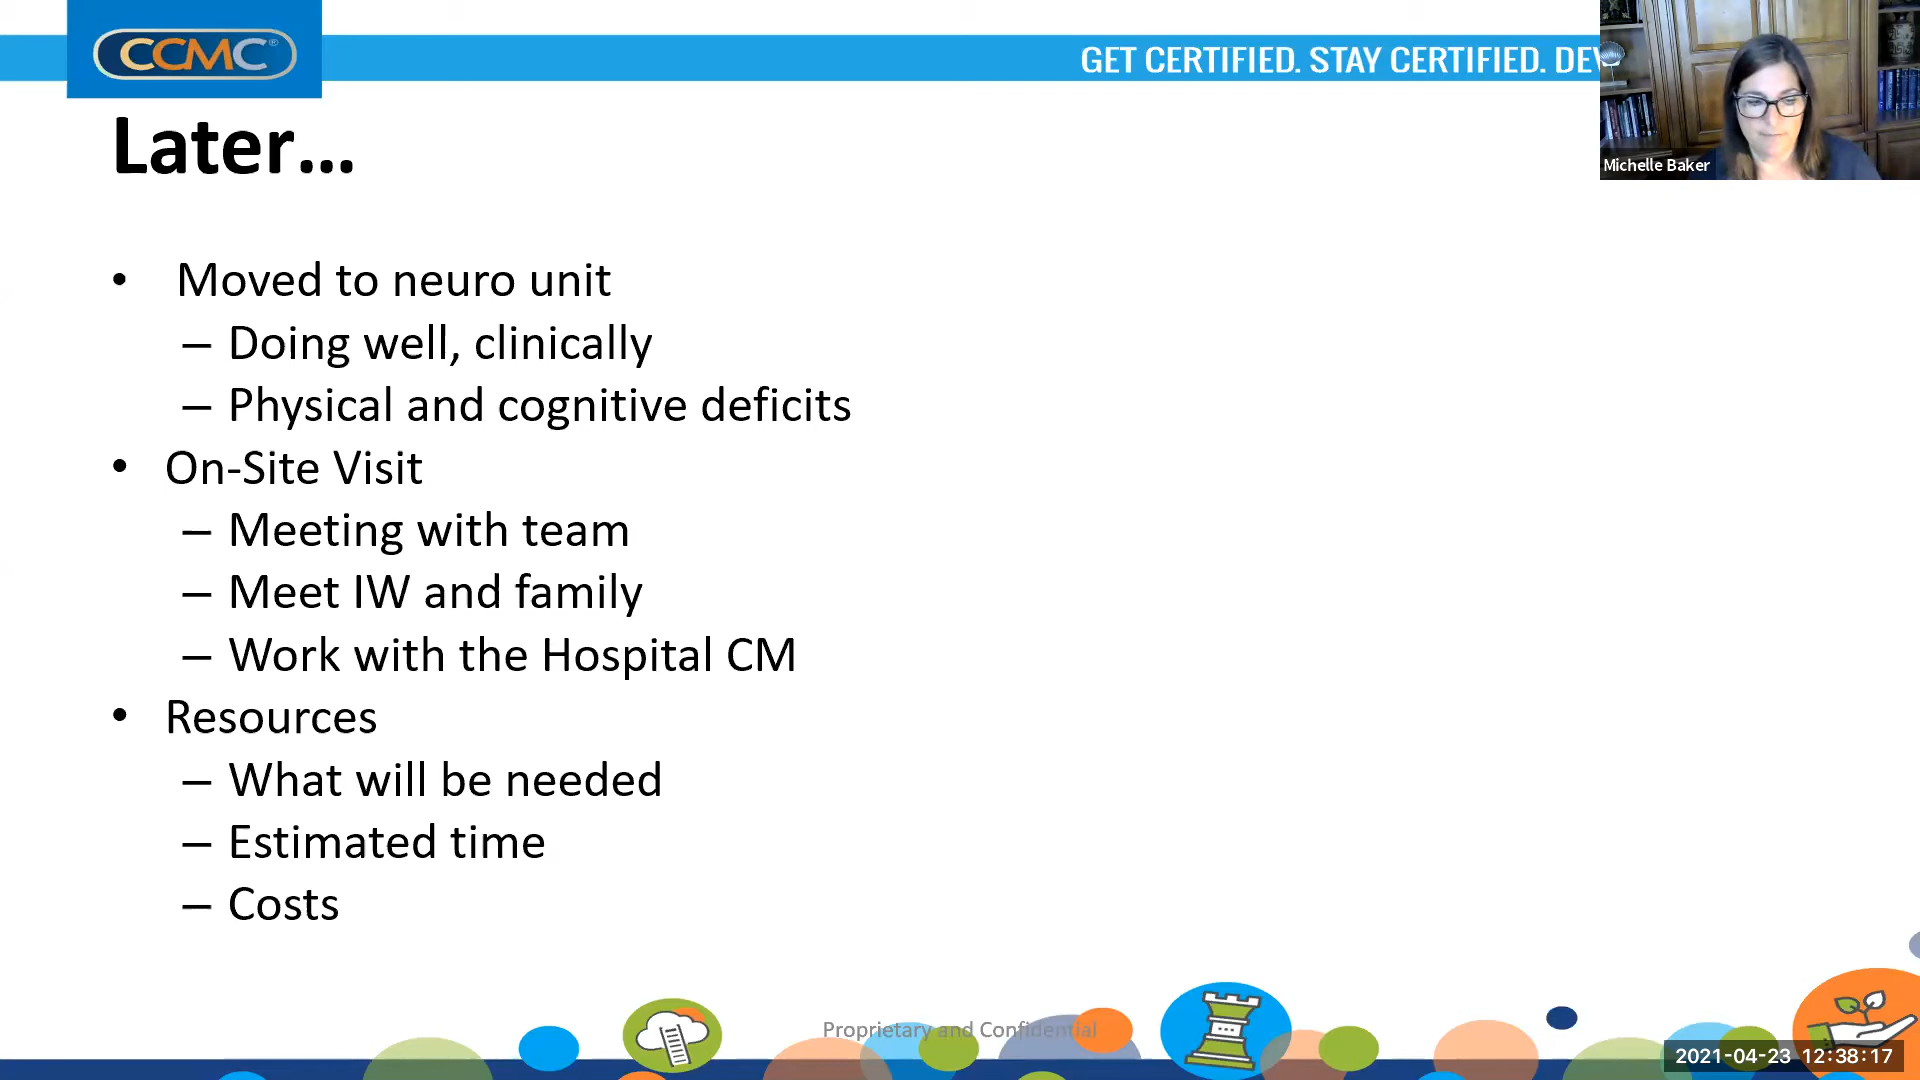 CCMC®
GET CERTIFIED. STAY CERTIFIED. DEV
Michelle Baker
Later...
• Moved to neuro unit
– Doing well, clinically
– Physical and cognitive deficits
• On-Site Visit
– Meeting with team
– Meet IW and family
– Work with the Hospital CM
• Resources
– What will be needed
– Estimated time
– Costs
Proprietary and Confidential
2021-04-23 12:38:17